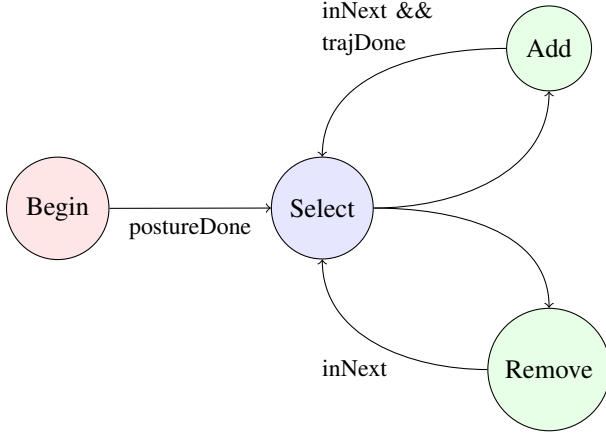 inNext &&
trajDone
Add
Begin
postureDone
Select
inNext
Remove